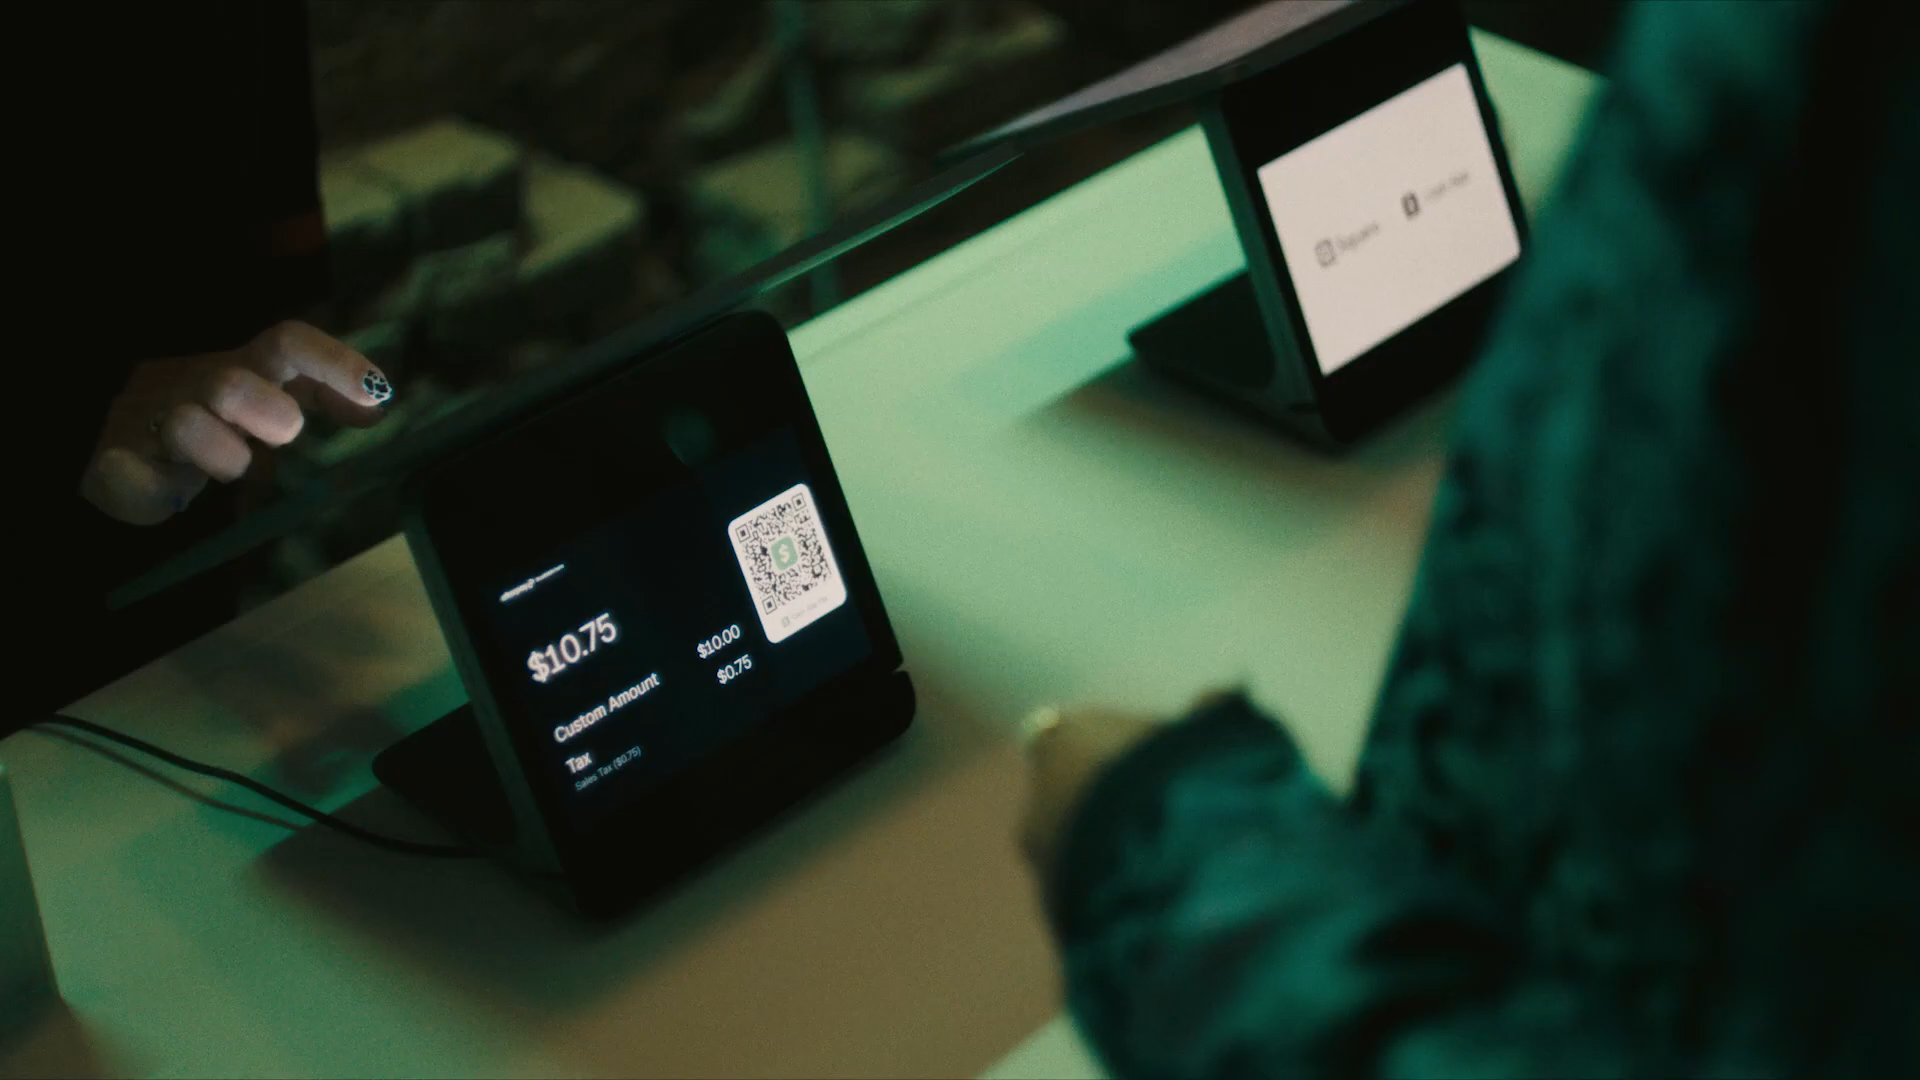 $10.75
Custom Amount $10.00
Tax $0.75
Sales Tax ($0.75)
$
Square